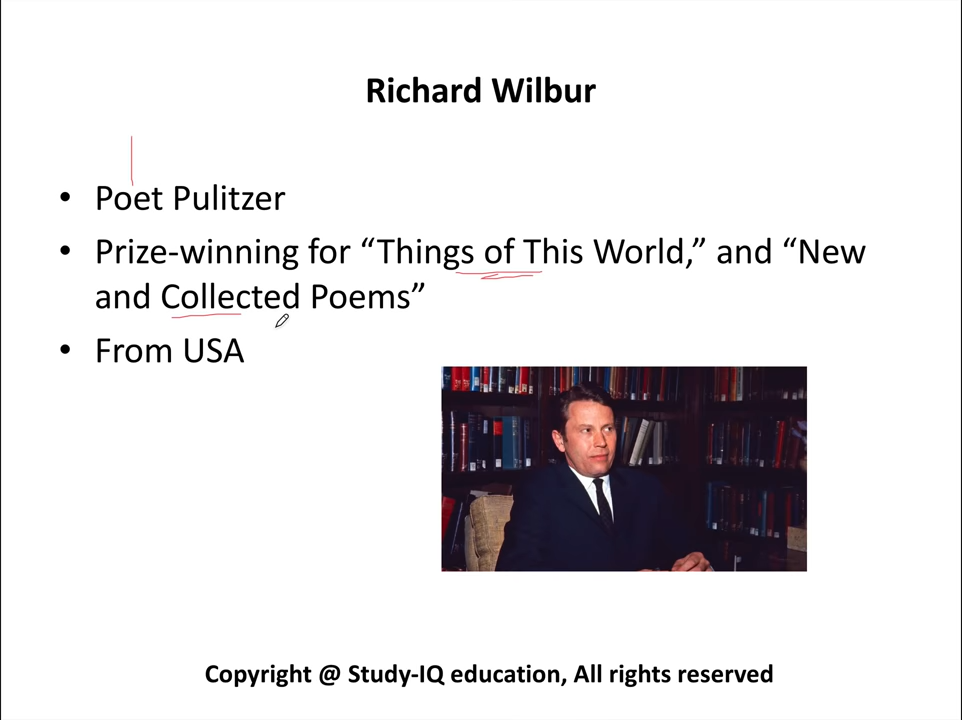 Richard Wilbur
• Poet Pulitzer
• Prize-winning for “Things of This World,” and “New
and Collected Poems”
• From USA
Copyright @ Study-IQ education, All rights reserved